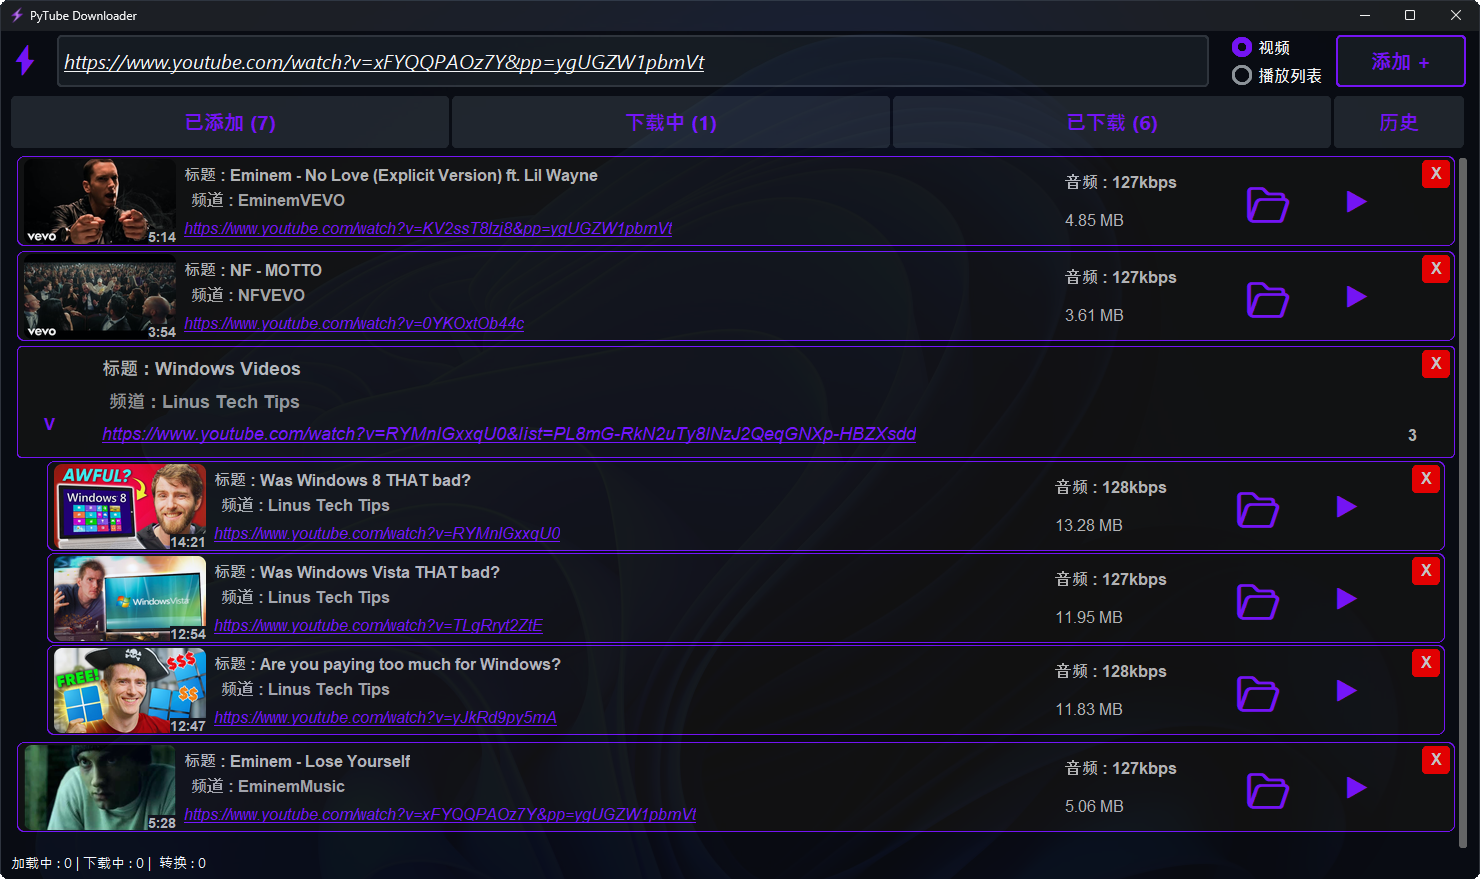 PyTube Downloader
https://www.youtube.com/watch?v=xFYQQPAOz7Y&pp=ygUGZW1pbmVt
视频
播放列表
添加 +
已添加 (7)
下载中 (1)
已下载 (6)
历史
vevo
5:14
标题 : Eminem - No Love (Explicit Version) ft. Lil Wayne
频道 : EminemVEVO
https://www.youtube.com/watch?v=KV2ssT8lzj8&pp=ygUGZW1pbmVt
音频 : 127kbps
4.85 MB
X
vevo
3:54
标题 : NF - MOTTO
频道 : NFVEVO
https://www.youtube.com/watch?v=0YKOxtOb44c
音频 : 127kbps
3.61 MB
X
标题 : Windows Videos
频道 : Linus Tech Tips
V
https://www.youtube.com/watch?v=RYMnlGxxqU0&list=PL8mG-RkN2uTy8lNzJ2QeqGNXp-HBZXsdd
X
3
AWFUL?
Windows 8
14:21
标题 : Was Windows 8 THAT bad?
频道 : Linus Tech Tips
https://www.youtube.com/watch?v=RYMnlGxxqU0
音频 : 128kbps
13.28 MB
X
WindowsVista
12:54
标题 : Was Windows Vista THAT bad?
频道 : Linus Tech Tips
https://www.youtube.com/watch?v=TLgRryt2ZtE
音频 : 127kbps
11.95 MB
X
FREE!
$$$
$$
12:47
标题 : Are you paying too much for Windows?
频道 : Linus Tech Tips
https://www.youtube.com/watch?v=yJkRd9py5mA
音频 : 128kbps
11.83 MB
X
5:28
标题 : Eminem - Lose Yourself
频道 : EminemMusic
https://www.youtube.com/watch?v=xFYQQPAOz7Y&pp=ygUGZW1pbmVt
音频 : 127kbps
5.06 MB
X
加载中 : 0 | 下载中 : 0 | 转换 : 0